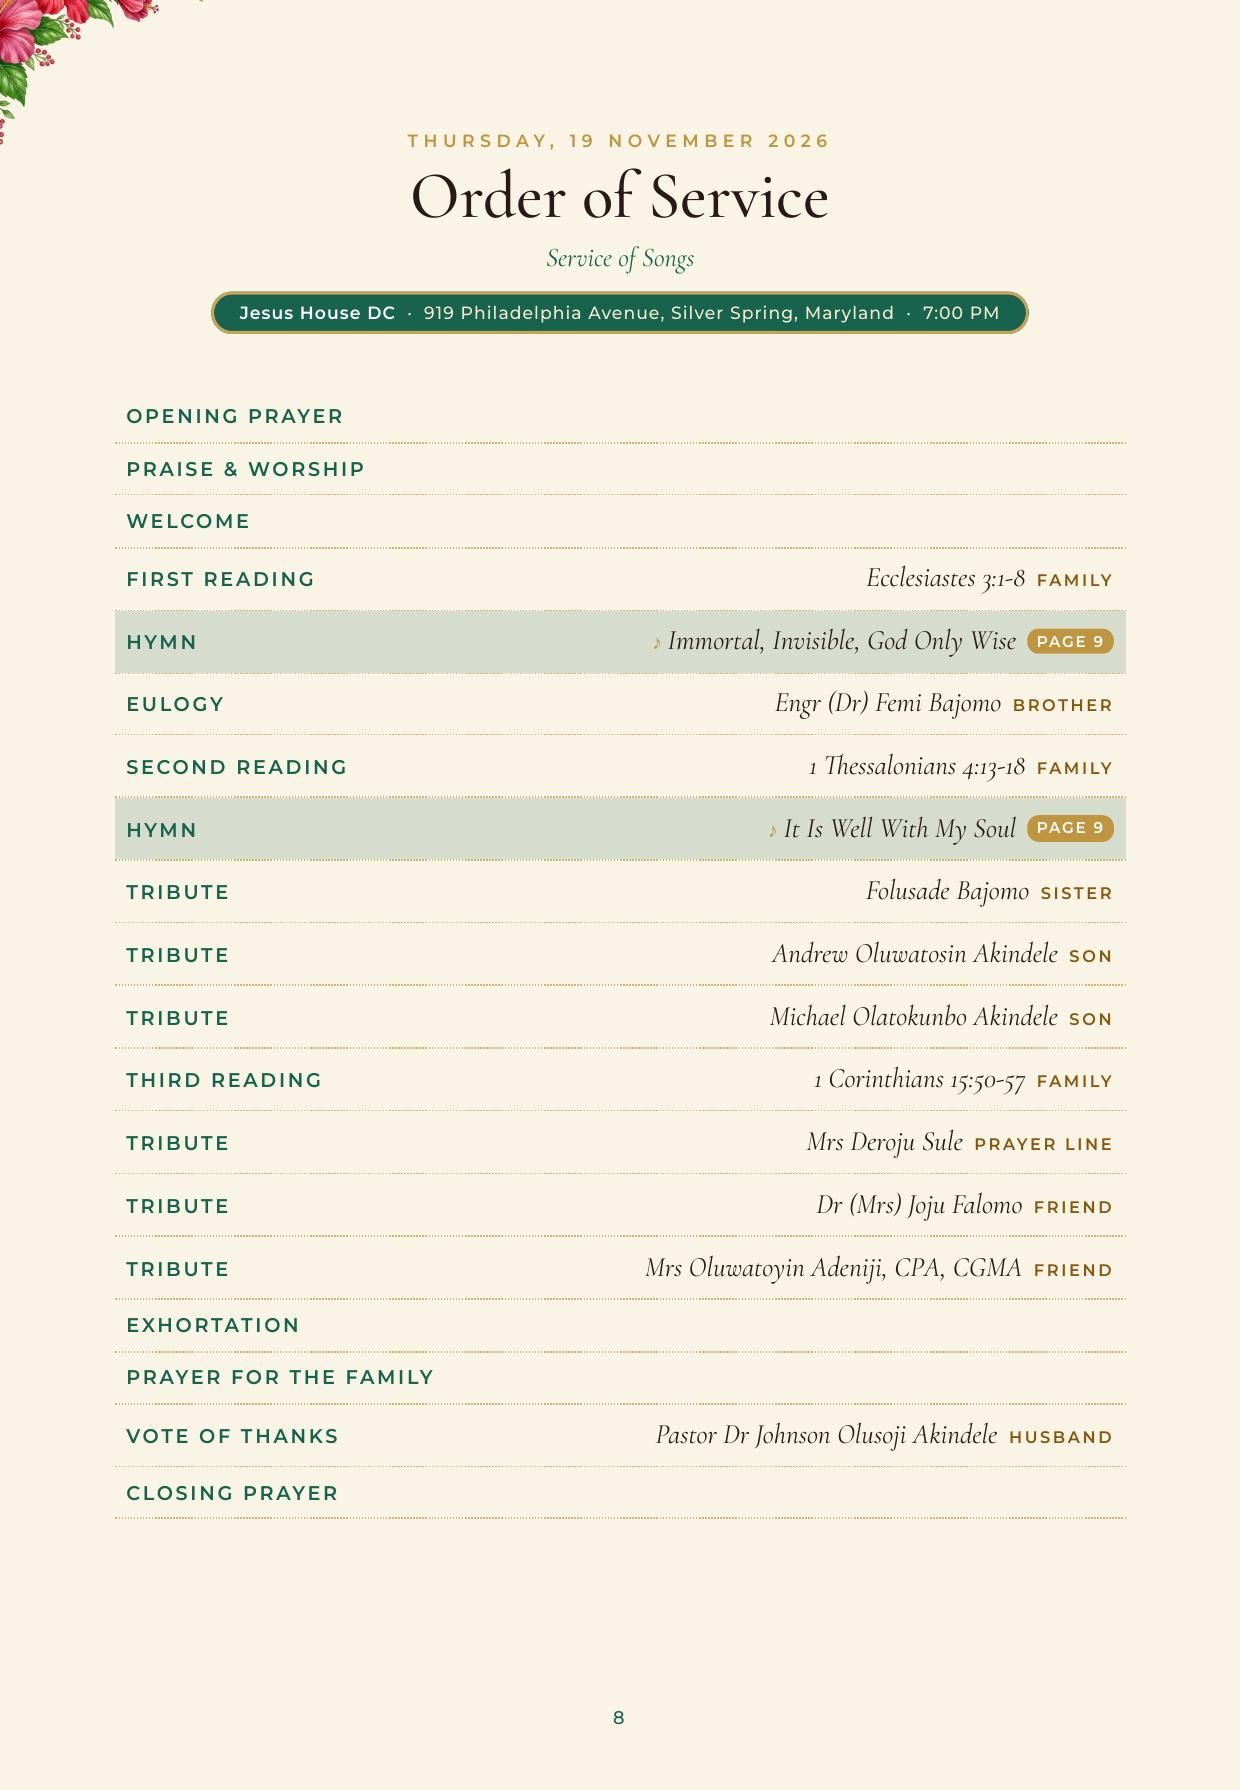 THURSDAY, 19 NOVEMBER 2026
Order of Service
Service of Songs
Jesus House DC · 919 Philadelphia Avenue, Silver Spring, Maryland · 7:00 PM
OPENING PRAYER
PRAISE & WORSHIP
WELCOME
FIRST READING Ecclesiastes 3:1-8 FAMILY
HYMN ♪ Immortal, Invisible, God Only Wise PAGE 9
EULOGY Engr (Dr) Femi Bajomo BROTHER
SECOND READING 1 Thessalonians 4:13-18 FAMILY
HYMN ♪ It Is Well With My Soul PAGE 9
TRIBUTE Folusade Bajomo SISTER
TRIBUTE Andrew Oluwatosin Akindele SON
TRIBUTE Michael Olatokunbo Akindele SON
THIRD READING 1 Corinthians 15:50-57 FAMILY
TRIBUTE Mrs Deroju Sule PRAYER LINE
TRIBUTE Dr (Mrs) Joju Falomo FRIEND
TRIBUTE Mrs Oluwatoyin Adeniji, CPA, CGMA FRIEND
EXHORTATION
PRAYER FOR THE FAMILY
VOTE OF THANKS Pastor Dr Johnson Olusoji Akindele HUSBAND
CLOSING PRAYER
8